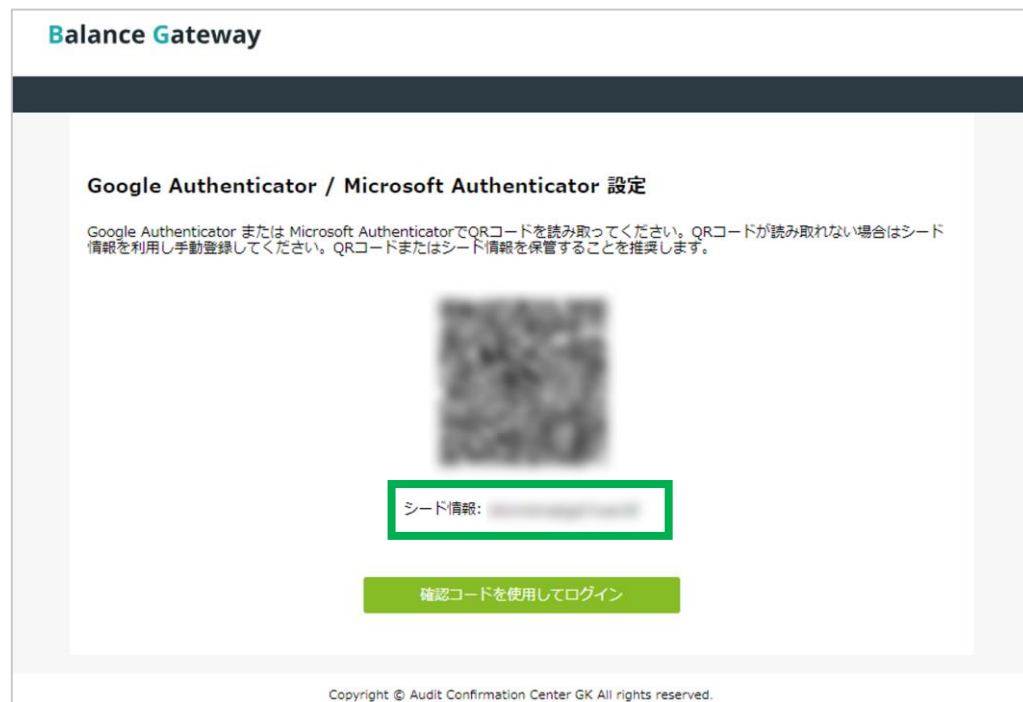 Balance Gateway
Google Authenticator / Microsoft Authenticator 設定
Google Authenticator または Microsoft AuthenticatorでQRコードを読み取ってください。QRコードが読み取れない場合はシード
情報を利用し手動登録してください。QRコードまたはシード情報を保管することを推奨します。
シード情報:
確認コードを使用してログイン
Copyright © Audit Confirmation Center GK All rights reserved.